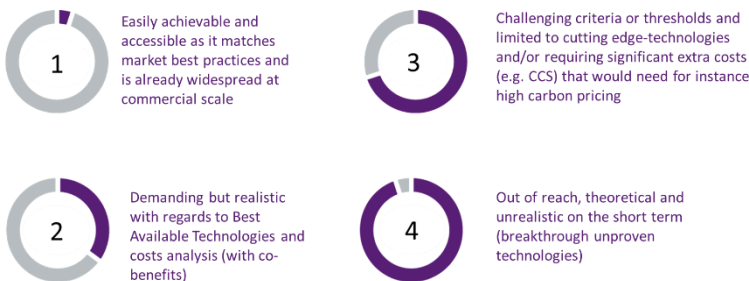 1
Easily achievable and
accessible as it matches
market best practices and
is already widespread at
commercial scale
3
Challenging criteria or thresholds and
limited to cutting edge-technologies
and/or requiring significant extra costs
(e.g. CCS) that would need for instance
high carbon pricing
2
Demanding but realistic
with regards to Best
Available Technologies and
costs analysis (with co-
benefits)
4
Out of reach, theoretical and
unrealistic on the short term
(breakthrough unproven
technologies)